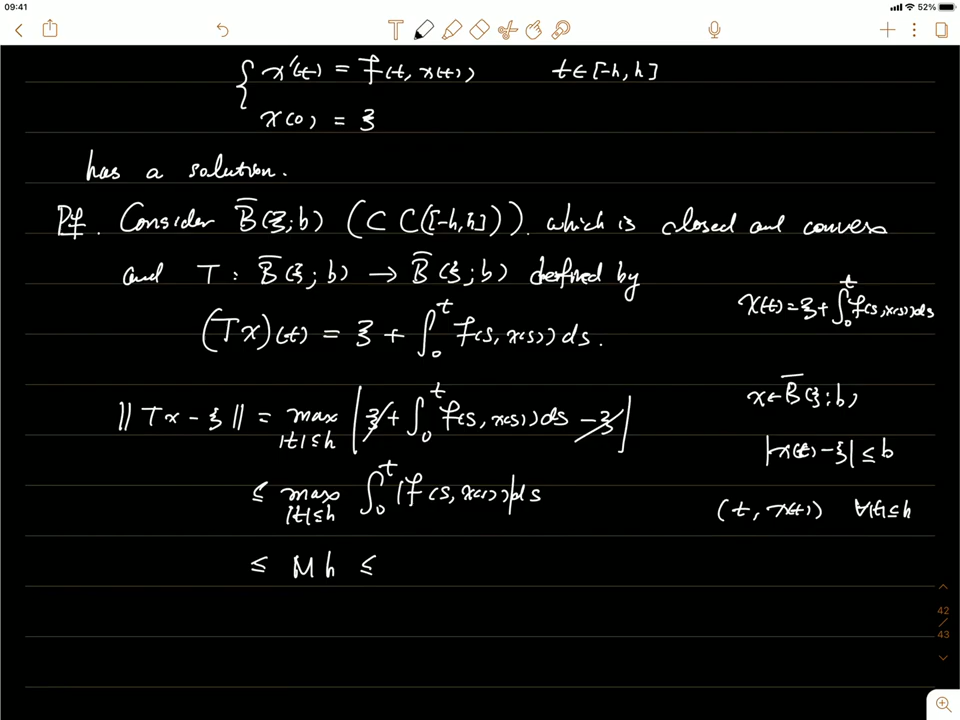 09:41
52%
{ x'(t) = f(t, x(t)) t ∈ [-h, h]
x(0) = ξ
has a solution.
Pf. Consider B̅(ξ; b) (⊂ C([-h,h])). which is closed and convex
and T : B̅(ξ; b) → B̅(ξ; b) defined by
(Tx)(t) = ξ + ∫₀ᵗ f(s, x(s)) ds.
x(t) = ξ + ∫₀ᵗ f(s, x(s)) ds
‖ Tx - ξ ‖ = max |t| ≤ h | ξ + ∫₀ᵗ f(s, x(s)) ds - ξ |
x ∈ B̅(ξ; b)
|x(t) - ξ| ≤ b
≤ max |t| ≤ h ∫₀ᵗ |f(s, x(s))| ds
(t, x(t)) ∀|t| ≤ h
≤ M h ≤
42
/
43